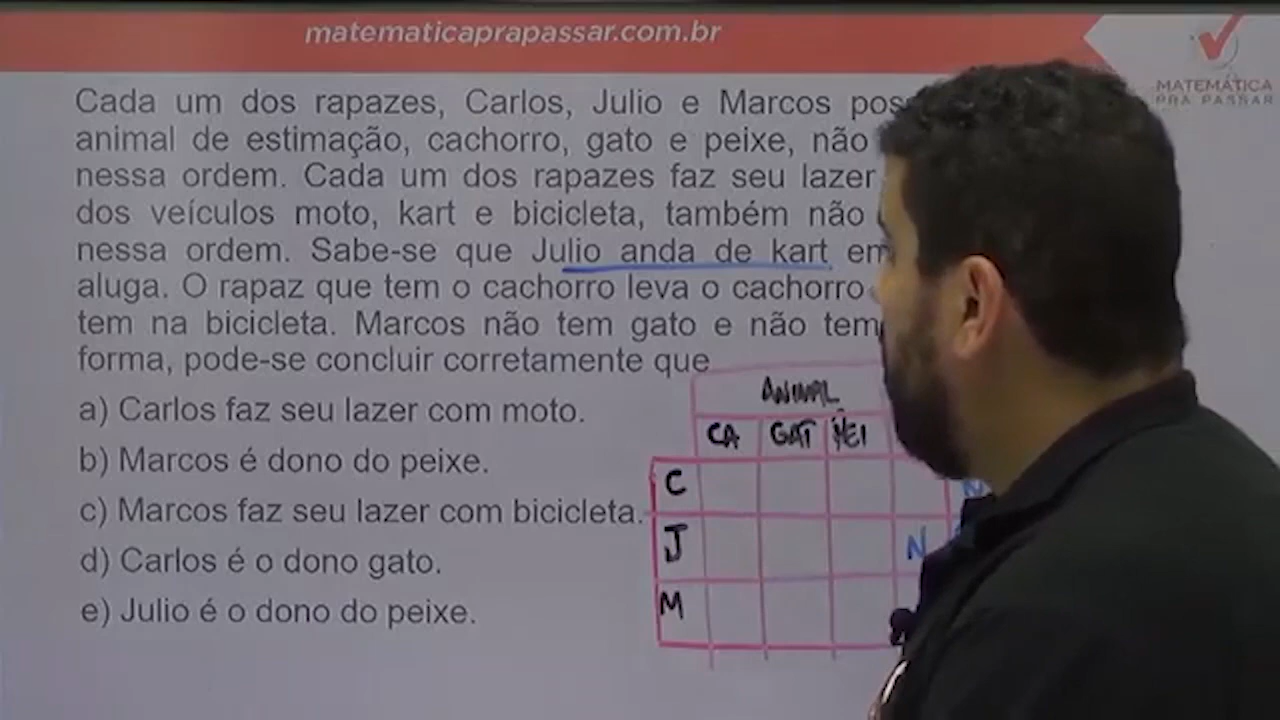 matematicaprapassar.com.br
MATEMÁTICA
PRA PASSAR
Cada um dos rapazes, Carlos, Julio e Marcos
animal de estimação, cachorro, gato e peixe, não
nessa ordem. Cada um dos rapazes faz seu lazer
dos veículos moto, kart e bicicleta, também não
nessa ordem. Sabe-se que Julio anda de kart
aluga. O rapaz que tem o cachorro leva o cachorro
tem na bicicleta. Marcos não tem gato e não tem
forma, pode-se concluir corretamente que
a) Carlos faz seu lazer com moto.
b) Marcos é dono do peixe.
c) Marcos faz seu lazer com bicicleta.
d) Carlos é o dono gato.
e) Julio é o dono do peixe.
ANIMAL
CA GAT PEI
C
J N
M